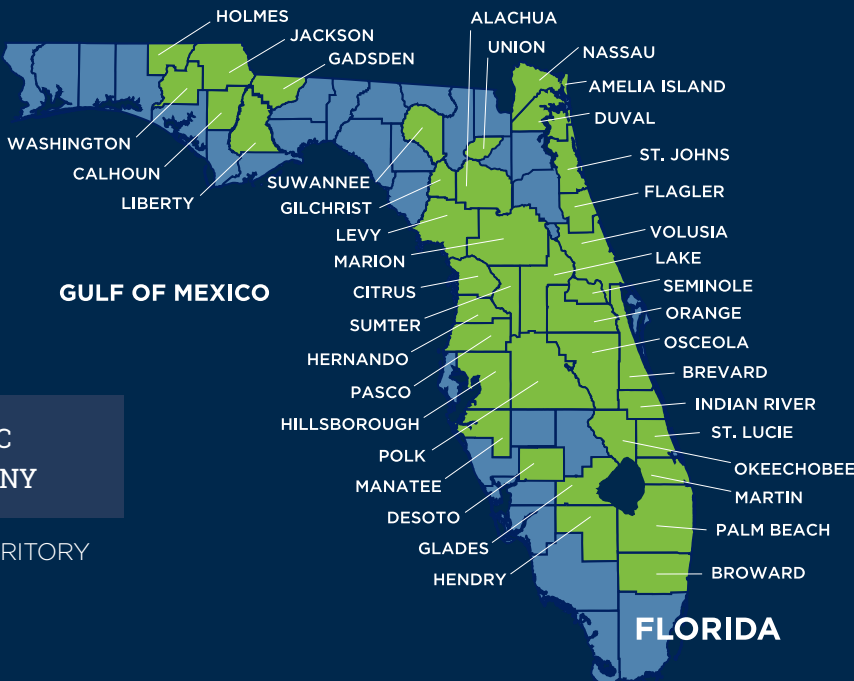 HOLMES
JACKSON
GADSDEN
ALACHUA
UNION
NASSAU
AMELIA ISLAND
DUVAL
WASHINGTON
CALHOUN
LIBERTY
SUWANNEE
GILCHRIST
LEVY
MARION
CITRUS
SUMTER
HERNANDO
PASCO
HILLSBOROUGH
POLK
MANATEE
DESOTO
GLADES
HENDRY
ST. JOHNS
FLAGLER
VOLUSIA
LAKE
SEMINOLE
ORANGE
OSCEOLA
BREVARD
INDIAN RIVER
ST. LUCIE
OKEECHOBEE
MARTIN
PALM BEACH
BROWARD
GULF OF MEXICO
C
NY
RITORY
FLORIDA